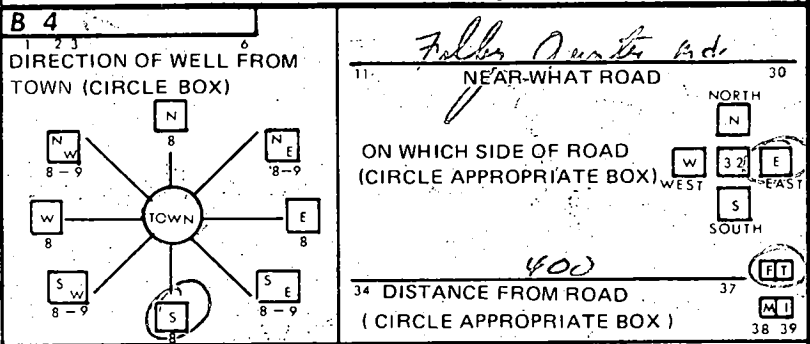 B 4
1 2 3 6
DIRECTION OF WELL FROM
TOWN (CIRCLE BOX)
N
8
N W
8-9
N E
8-9
W
8
TOWN
E
8
S W
8-9
S E
8-9
S
8
rd.
11 NEAR WHAT ROAD 30
ON WHICH SIDE OF ROAD
(CIRCLE APPROPRIATE BOX)
NORTH
N
W 32 E
WEST EAST
S
SOUTH
400
FT
34 DISTANCE FROM ROAD 37
(CIRCLE APPROPRIATE BOX)
MI
38 39